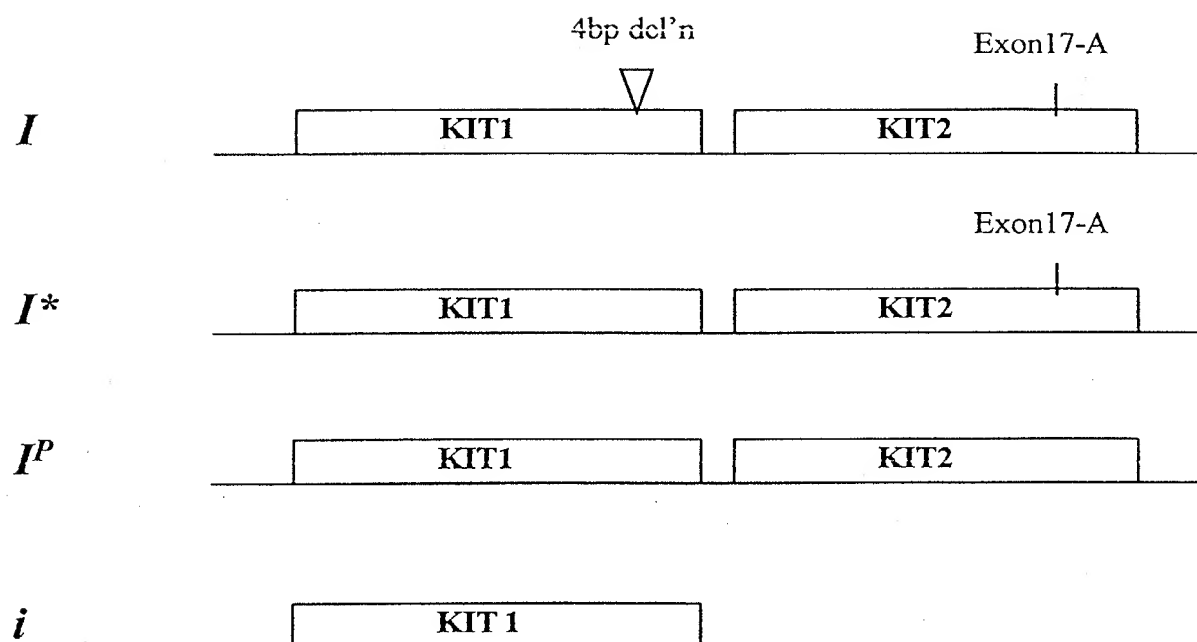 4bp del'n
Exon17-A
I KIT1 KIT2
Exon17-A
I* KIT1 KIT2
I^P KIT1 KIT2
i KIT 1